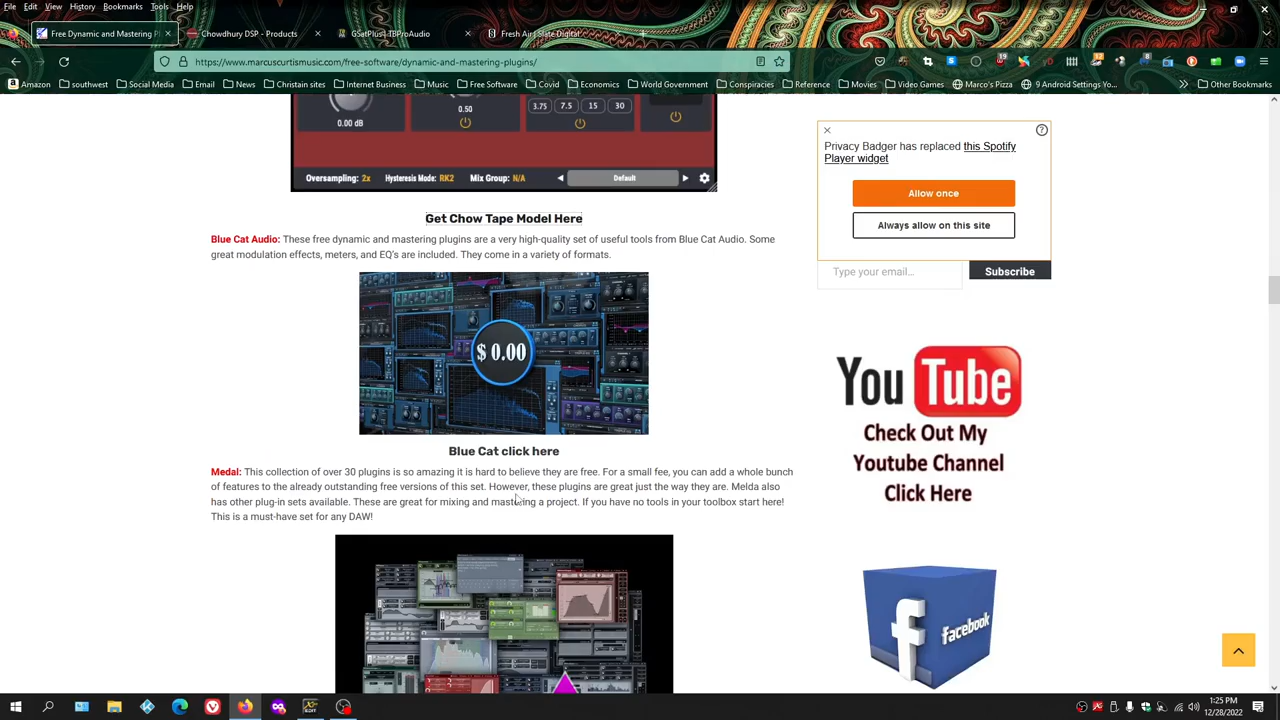 File Edit View History Bookmarks Tools Help
Free Dynamic and Mastering P
Chowdhury DSP - Products
GSatPlus - TBProAudio
Fresh Air | Slate Digital
https://www.marcuscurtismusic.com/free-software/dynamic-and-mastering-plugins/
Amazon southwest Social Media Email News Christain sites Internet Business Music Free Software Covid Economics World Government Conspiracies Reference Movies Video Games Marco's Pizza 9 Android Settings Yo... Other Bookmarks
0.00 dB
0.50
3.75 7.5 15 30
Oversampling: 2x Hysteresis Mode: RK2 Mix Group: N/A Default
Get Chow Tape Model Here
Blue Cat Audio: These free dynamic and mastering plugins are a very high-quality set of useful tools from Blue Cat Audio. Some
great modulation effects, meters, and EQ's are included. They come in a variety of formats.
$ 0.00
Blue Cat click here
Medal: This collection of over 30 plugins is so amazing it is hard to believe they are free. For a small fee, you can add a whole bunch
of features to the already outstanding free versions of this set. However, these plugins are great just the way they are. Melda also
has other plug-in sets available. These are great for mixing and mastering a project. If you have no tools in your toolbox start here!
This is a must-have set for any DAW!
Privacy Badger has replaced this Spotify
Player widget
Allow once
Always allow on this site
Type your email...
Subscribe
YouTube
Check Out My
Youtube Channel
Click Here
facebook
1:25 PM
12/28/2022